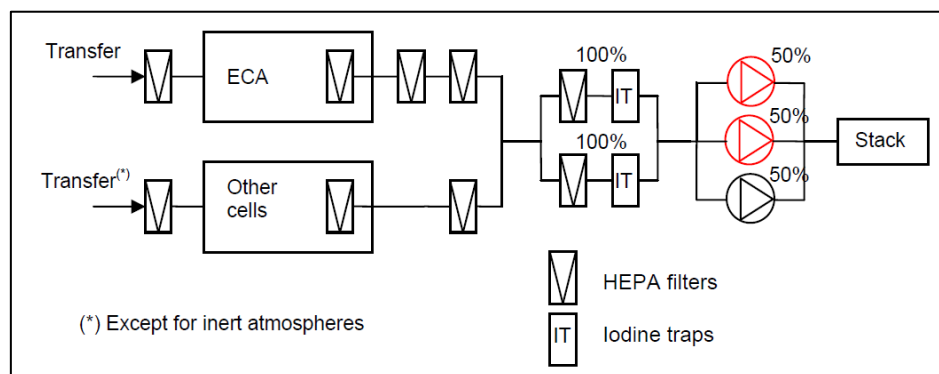 Transfer
ECA
100%
IT
50%
50%
Stack
100%
IT
50%
Transfer(*)
Other
cells
HEPA filters
(*) Except for inert atmospheres
IT
Iodine traps